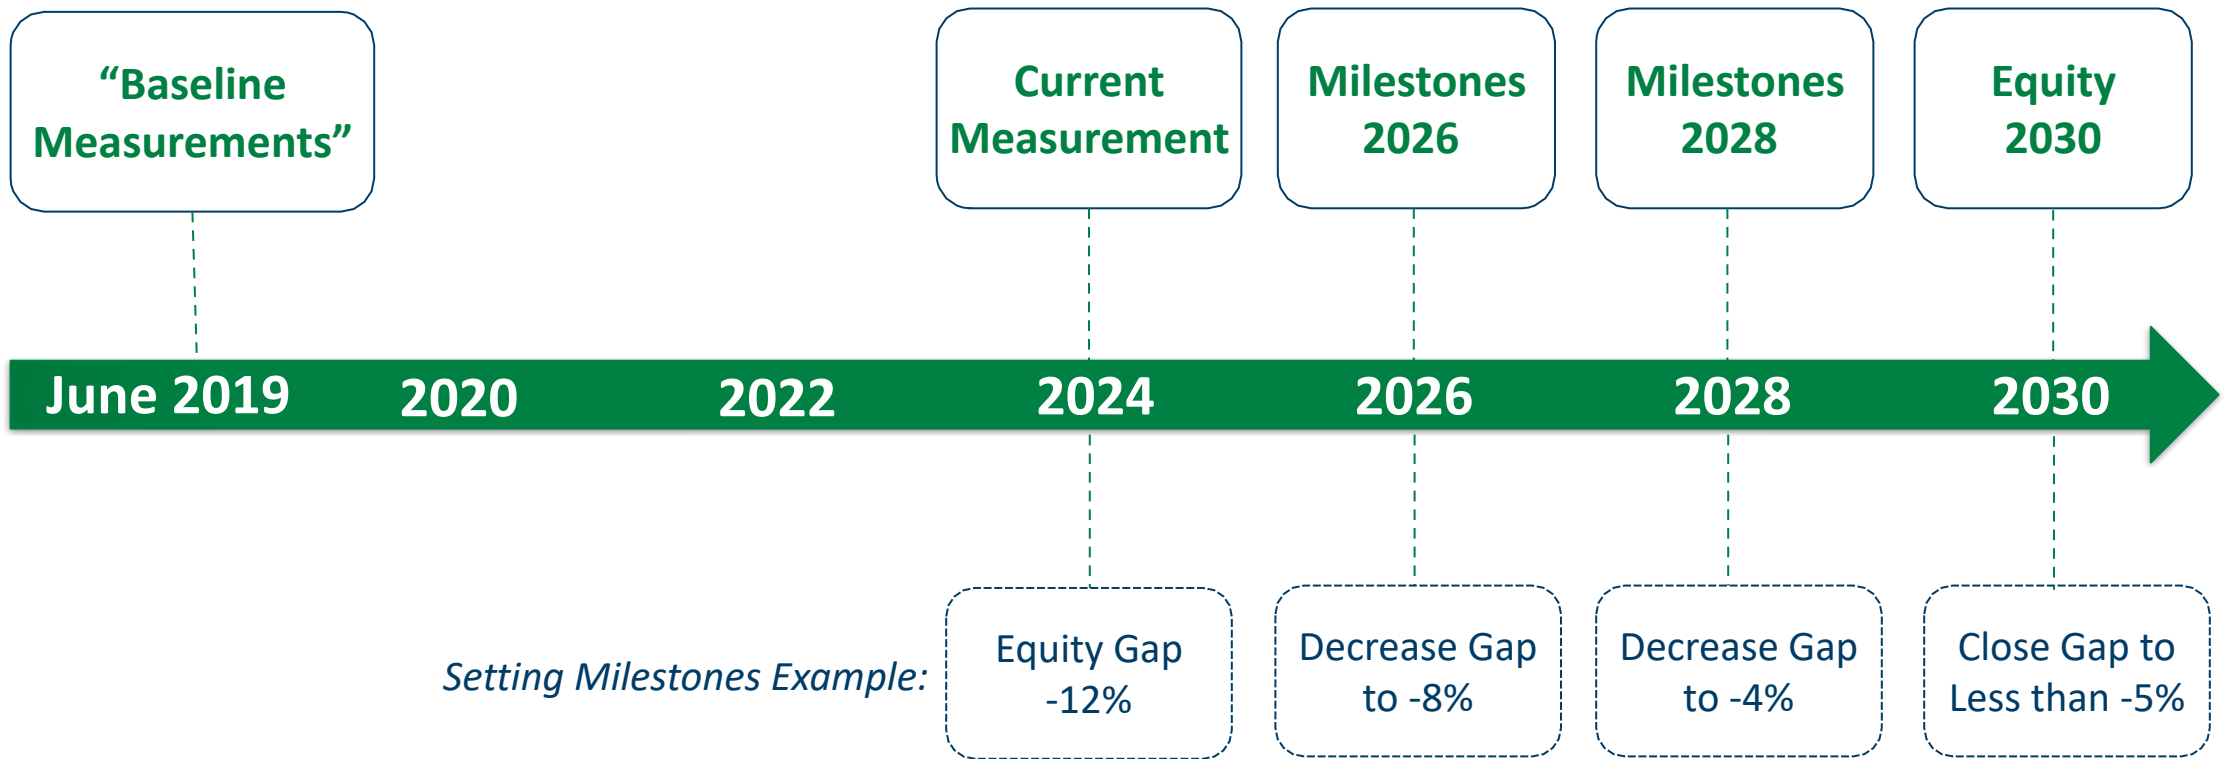 “Baseline
Measurements”
Current
Measurement
Milestones
2026
Milestones
2028
Equity
2030
June 2019
2020
2022
2024
2026
2028
2030
Setting Milestones Example:
Equity Gap
-12%
Decrease Gap
to -8%
Decrease Gap
to -4%
Close Gap to
Less than -5%